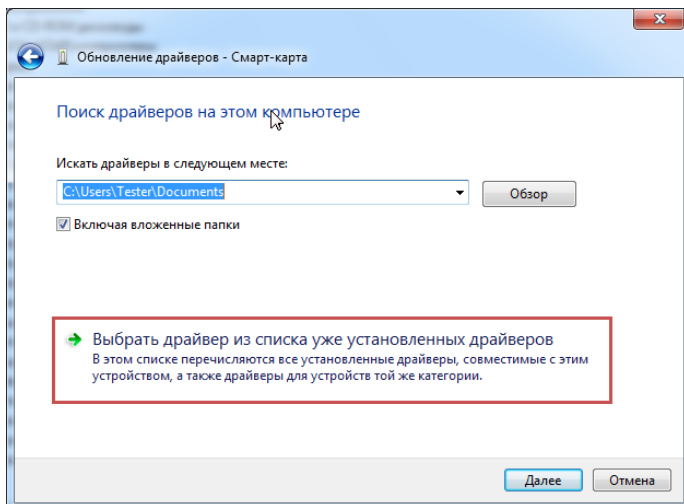 Обновление драйверов - Смарт-карта
Поиск драйверов на этом компьютере
Искать драйверы в следующем месте:
C:\Users\Tester\Documents
Обзор
Включая вложенные папки
Выбрать драйвер из списка уже установленных драйверов
В этом списке перечисляются все установленные драйверы, совместимые с этим
устройством, а также драйверы для устройств той же категории.
Далее
Отмена